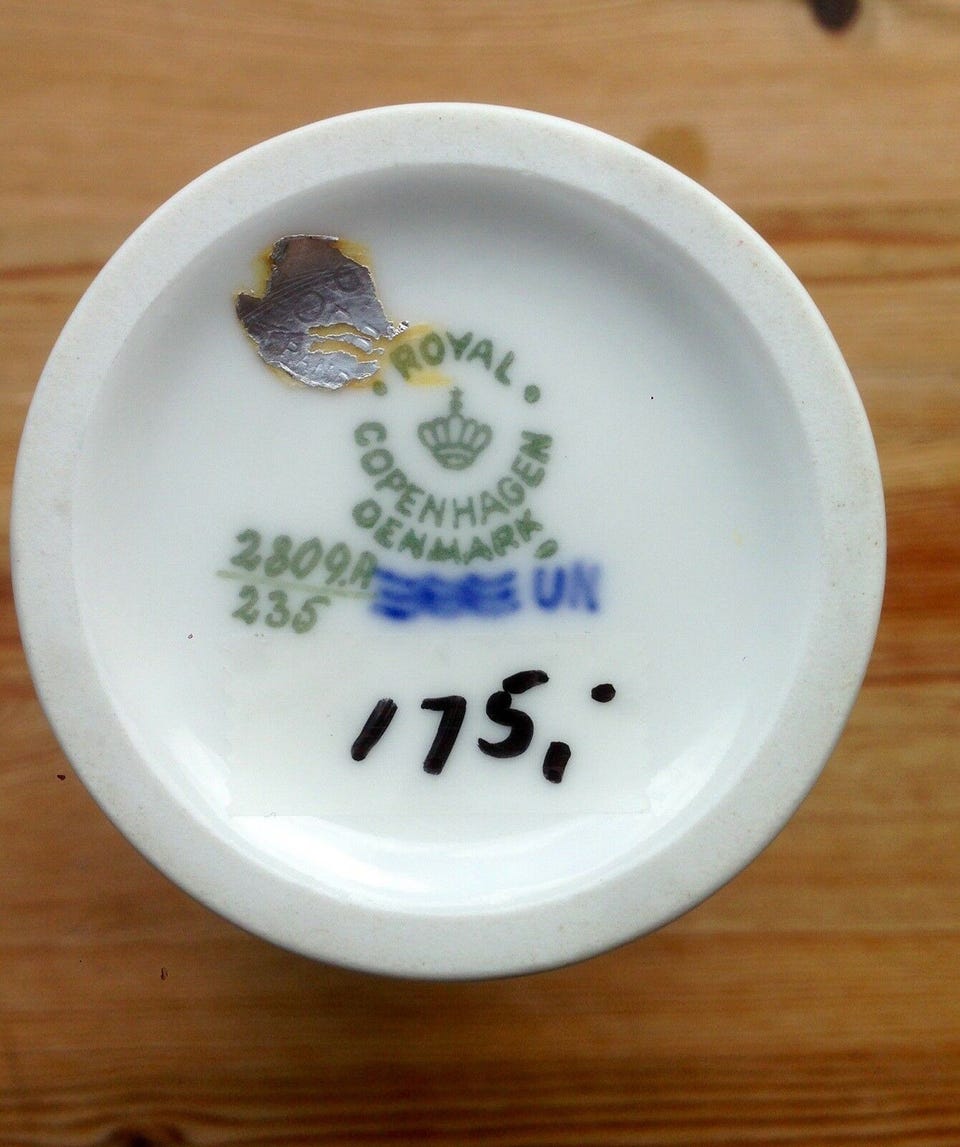 ROYAL
COPENHAGEN
DENMARK
2809.A
235
UN
175,-